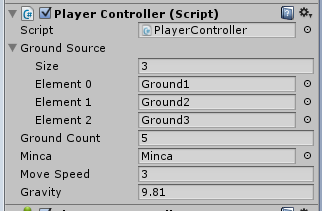 Player Controller (Script)
Script PlayerController
Ground Source
Size 3
Element 0 Ground1
Element 1 Ground2
Element 2 Ground3
Ground Count 5
Minca Minca
Move Speed 3
Gravity 9.81